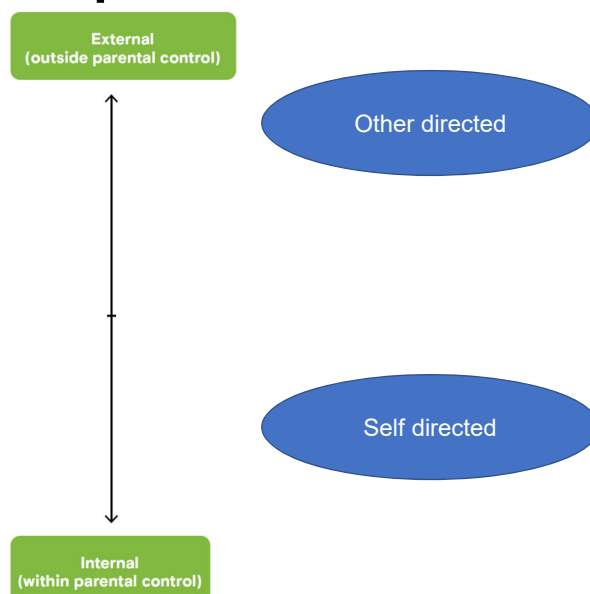 External
(outside parental control)
Other directed
Self directed
Internal
(within parental control)